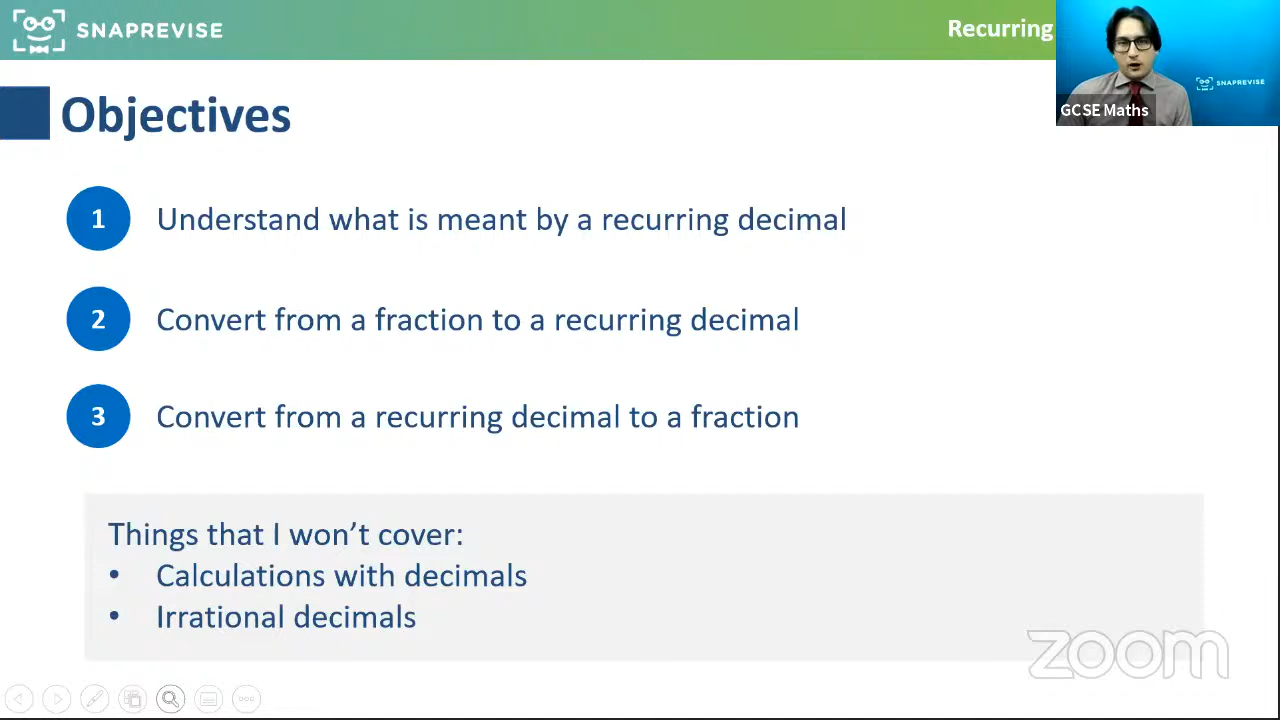 SNAPREVISE
Recurring
SNAPREVISE
GCSE Maths
Objectives
1 Understand what is meant by a recurring decimal
2 Convert from a fraction to a recurring decimal
3 Convert from a recurring decimal to a fraction
Things that I won’t cover:
• Calculations with decimals
• Irrational decimals
zoom